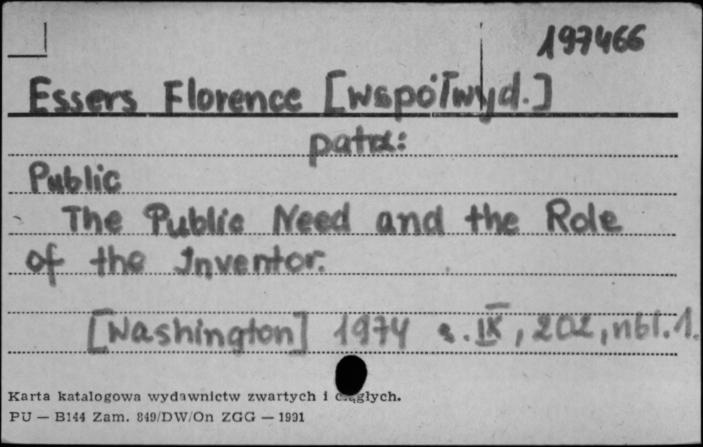 197466
Essers Florence [współwyd.]
patrz:
Public
The Public Need and the Role
of the Inventor.
[Washington] 1974 s. IX, 202, nbl. 1.
Karta katalogowa wydawnictw zwartych i ciągłych.
PU — B144 Zam. 849/DW/On ZGG — 1991